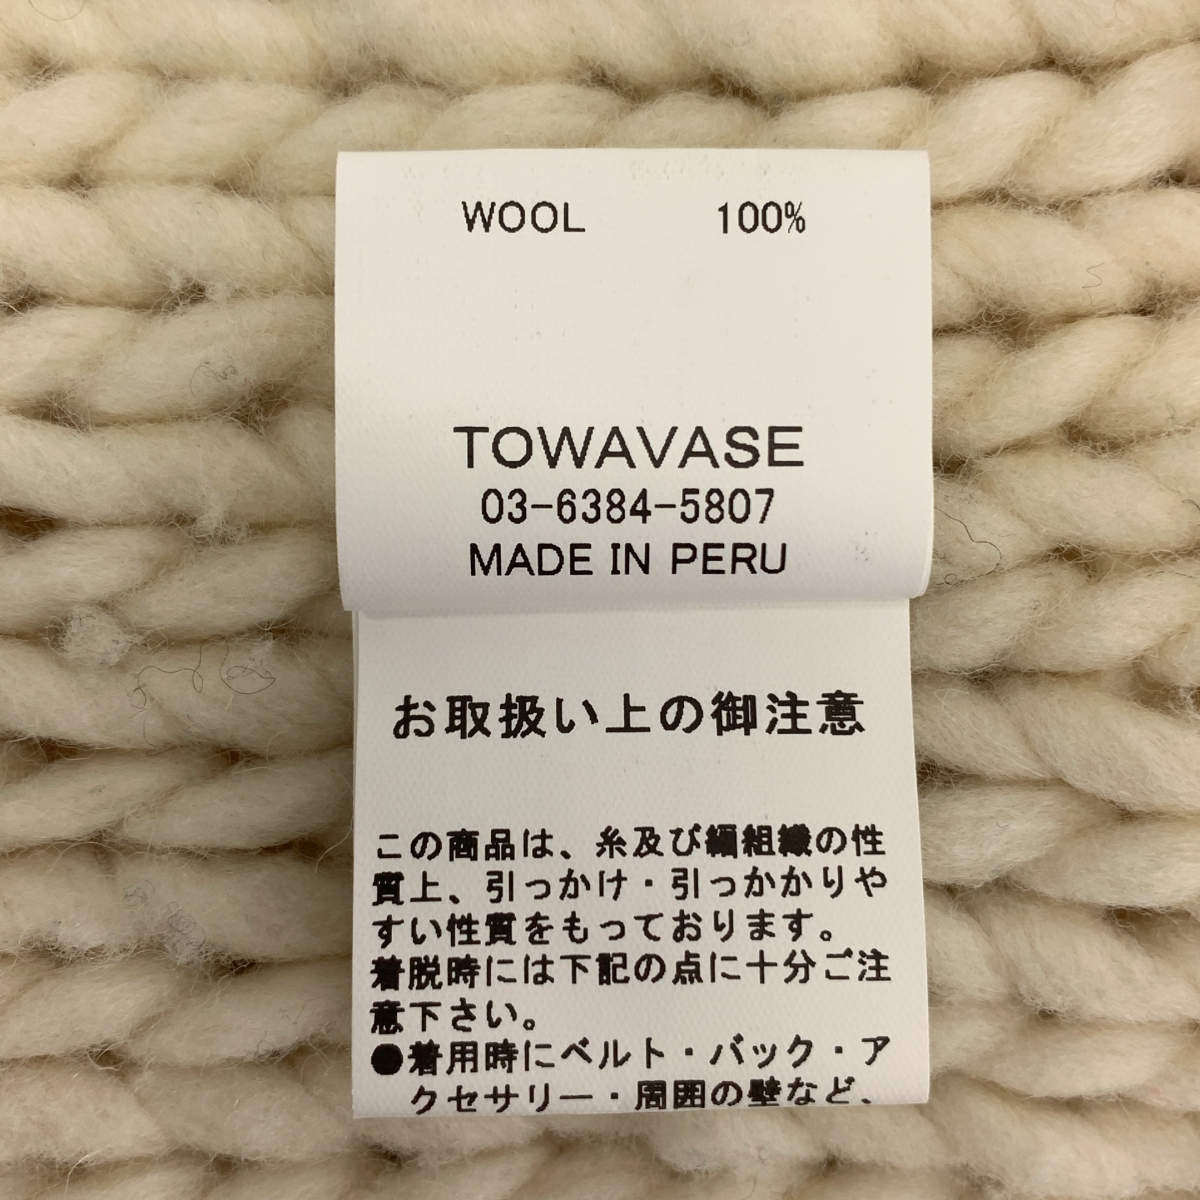 WOOL 100%
TOWAVASE
03-6384-5807
MADE IN PERU
お取扱い上の御注意
この商品は、糸及び編組織の性
質上、引っかけ・引っかかりや
すい性質をもっております。
着脱時には下記の点に十分ご注
意下さい。
●着用時にベルト・バック・ア
クセサリー・周囲の壁など、